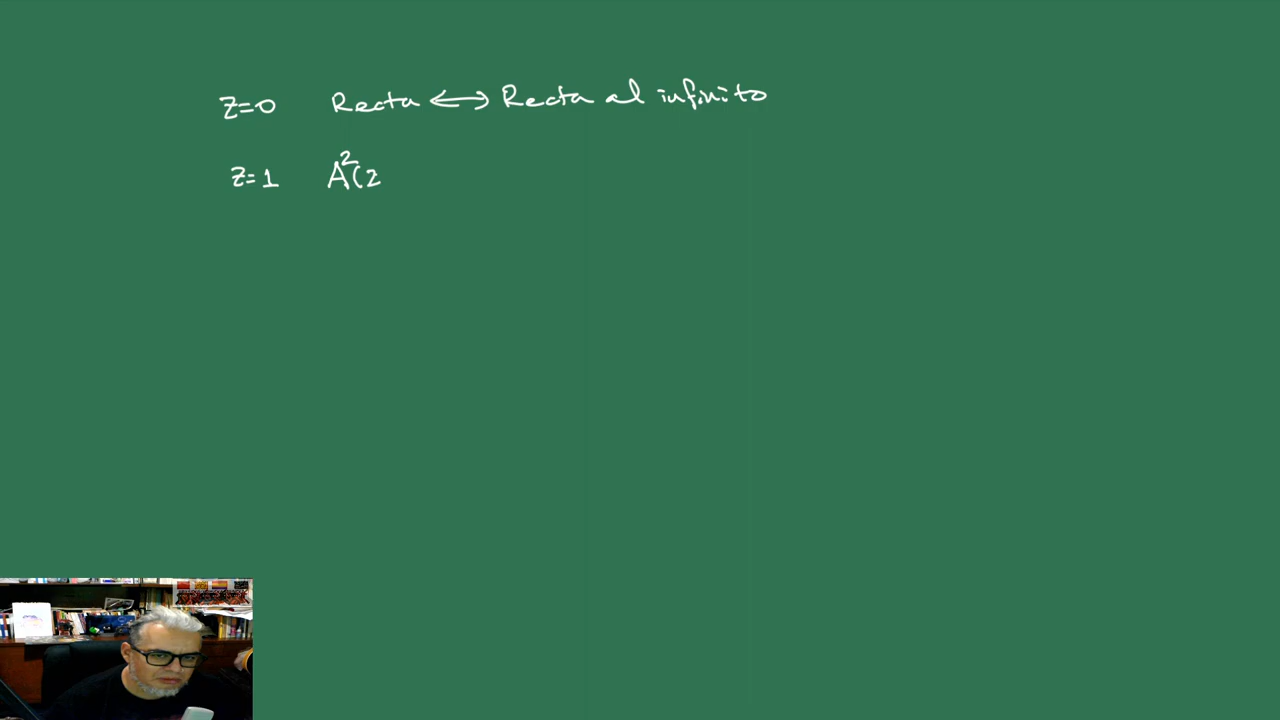 z=0 Recta ↔ Recta al infinito
z=1 A²(2